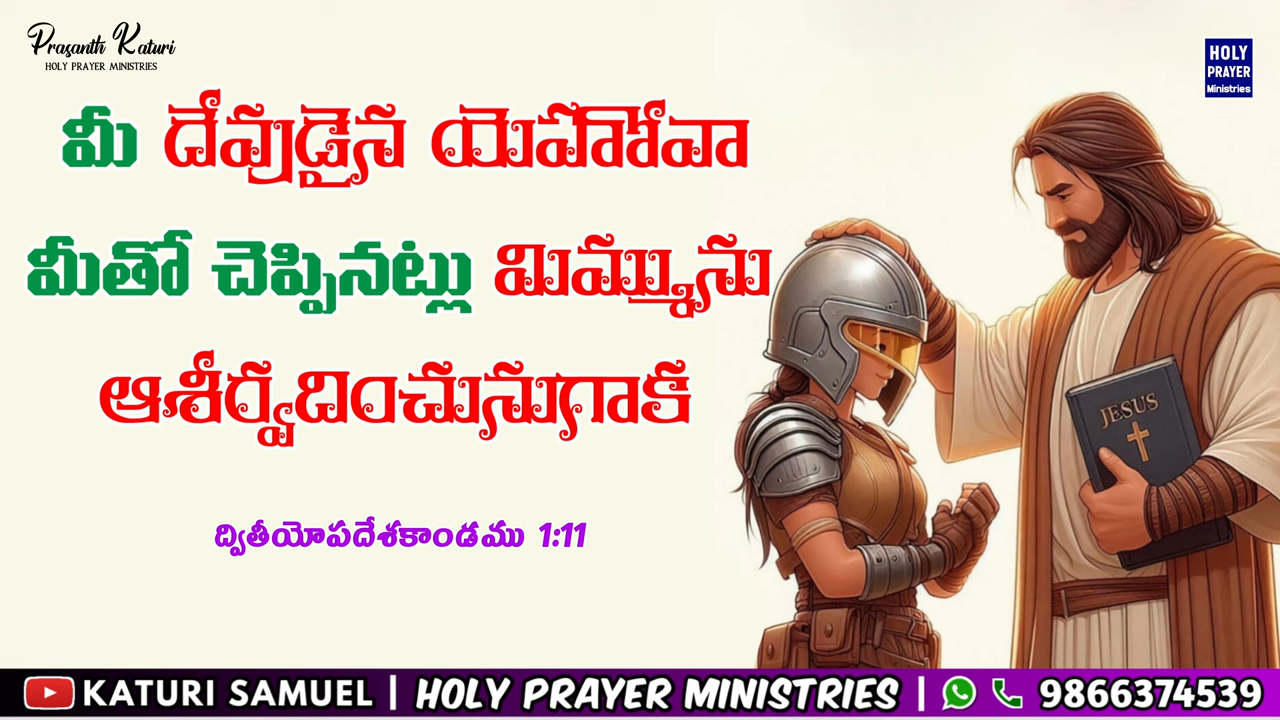 Prasanth Katuri
HOLY PRAYER MINISTRIES
HOLY
PRAYER
Ministries
మీ దేవుడైన యెహోవా
మీతో చెప్పినట్లు మిమ్మును
ఆశీర్వదించునుగాక
ద్వితీయోపదేశకాండము 1:11
JESUS
KATURI SAMUEL | HOLY PRAYER MINISTRIES | 9866374539